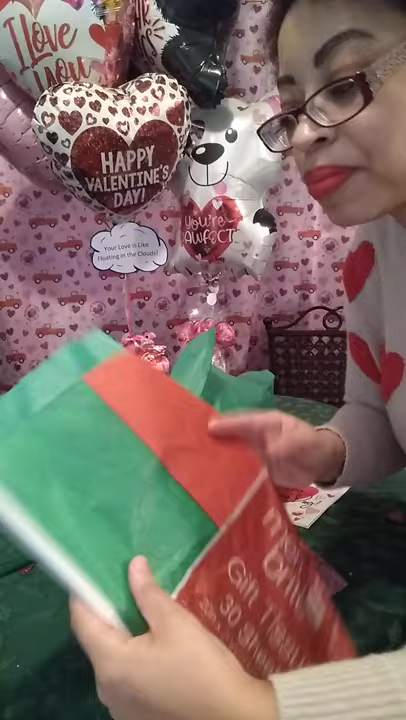 I Love
You
HAPPY
VALENTINE'S
DAY!
You're
PAWFECT
Your Love is Like
Floating in the Clouds!
Gift Tissue
30